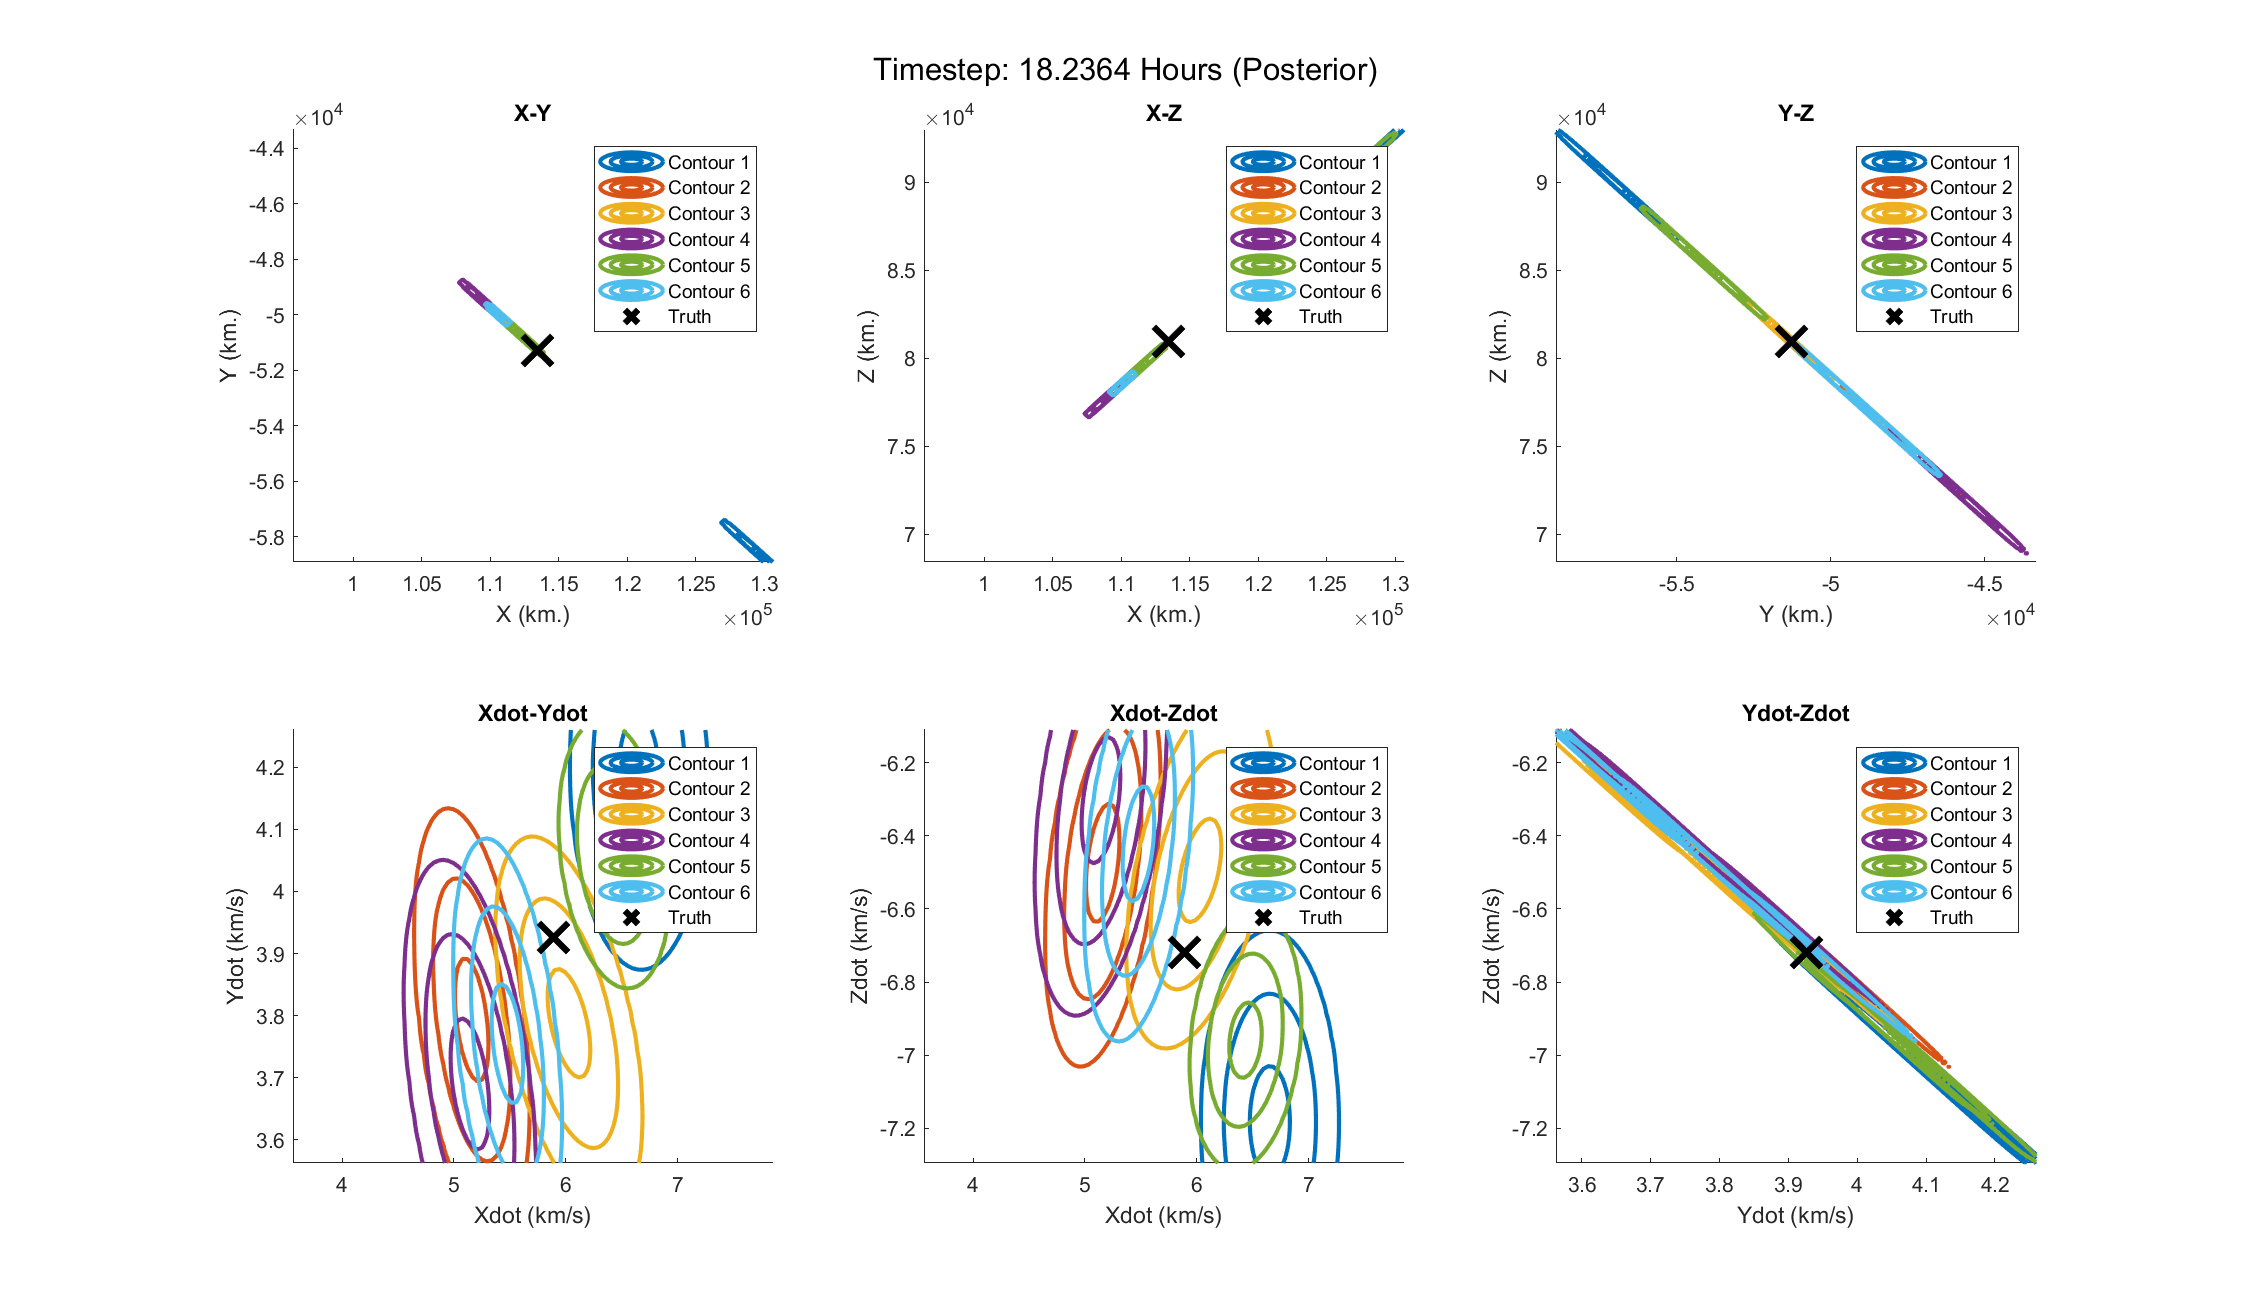 Timestep: 18.2364 Hours (Posterior)
X-Y
×10^4
-4.4
-4.6
-4.8
-5
-5.2
-5.4
-5.6
-5.8
Y (km.)
1 1.05 1.1 1.15 1.2 1.25 1.3
X (km.)
×10^5
Contour 1
Contour 2
Contour 3
Contour 4
Contour 5
Contour 6
Truth
X-Z
×10^4
9
8.5
8
7.5
7
Z (km.)
1 1.05 1.1 1.15 1.2 1.25 1.3
X (km.)
×10^5
Contour 1
Contour 2
Contour 3
Contour 4
Contour 5
Contour 6
Truth
Y-Z
×10^4
9
8.5
8
7.5
7
Z (km.)
-5.5 -5 -4.5
Y (km.)
×10^4
Contour 1
Contour 2
Contour 3
Contour 4
Contour 5
Contour 6
Truth
Xdot-Ydot
4.2
4.1
4
3.9
3.8
3.7
3.6
Ydot (km/s)
4 5 6 7
Xdot (km/s)
Contour 1
Contour 2
Contour 3
Contour 4
Contour 5
Contour 6
Truth
Xdot-Zdot
-6.2
-6.4
-6.6
-6.8
-7
-7.2
Zdot (km/s)
4 5 6 7
Xdot (km/s)
Contour 1
Contour 2
Contour 3
Contour 4
Contour 5
Contour 6
Truth
Ydot-Zdot
-6.2
-6.4
-6.6
-6.8
-7
-7.2
Zdot (km/s)
3.6 3.7 3.8 3.9 4 4.1 4.2
Ydot (km/s)
Contour 1
Contour 2
Contour 3
Contour 4
Contour 5
Contour 6
Truth